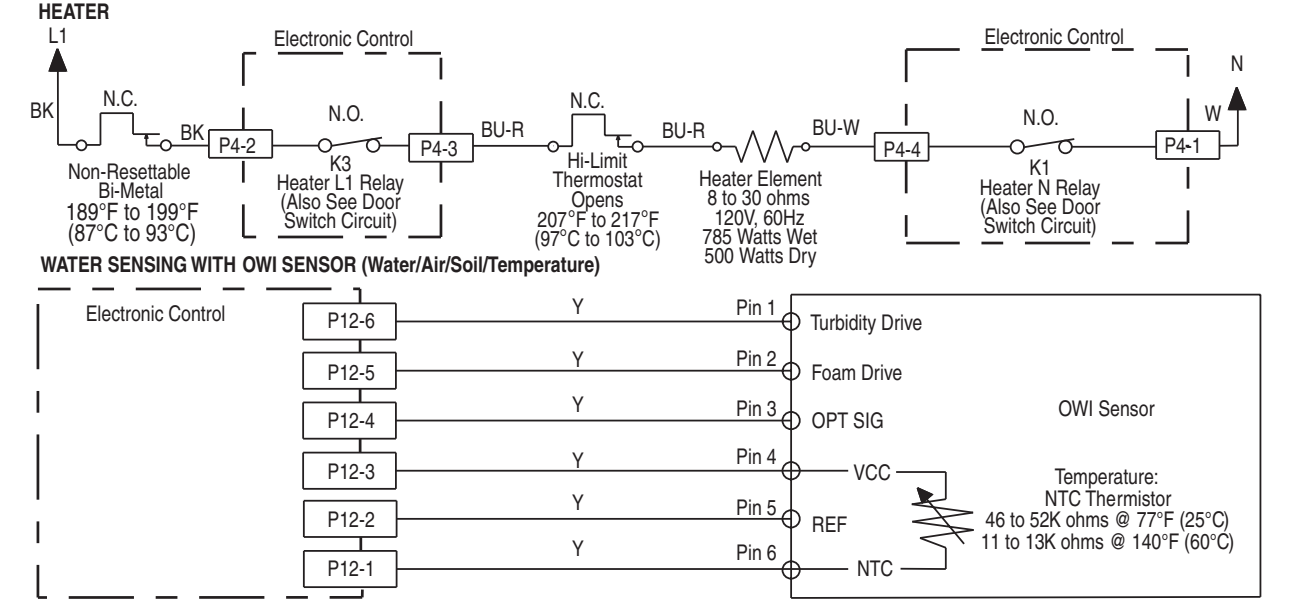 HEATER
L1
Electronic Control
Electronic Control
N
BK
N.C.
N.O.
N.C.
N.O.
W
BK
P4-2
P4-3
BU-R
BU-R
BU-W
P4-4
P4-1
K3
K1
Non-Resettable
Bi-Metal
189°F to 199°F
(87°C to 93°C)
Heater L1 Relay
(Also See Door
Switch Circuit)
Hi-Limit
Thermostat
Opens
207°F to 217°F
(97°C to 103°C)
Heater Element
8 to 30 ohms
120V, 60Hz
785 Watts Wet
500 Watts Dry
Heater N Relay
(Also See Door
Switch Circuit)
WATER SENSING WITH OWI SENSOR (Water/Air/Soil/Temperature)
Electronic Control
P12-6 Y Pin 1 Turbidity Drive
P12-5 Y Pin 2 Foam Drive
P12-4 Y Pin 3 OPT SIG
P12-3 Y Pin 4 VCC
P12-2 Y Pin 5 REF
P12-1 Y Pin 6 NTC
OWI Sensor
Temperature:
NTC Thermistor
46 to 52K ohms @ 77°F (25°C)
11 to 13K ohms @ 140°F (60°C)